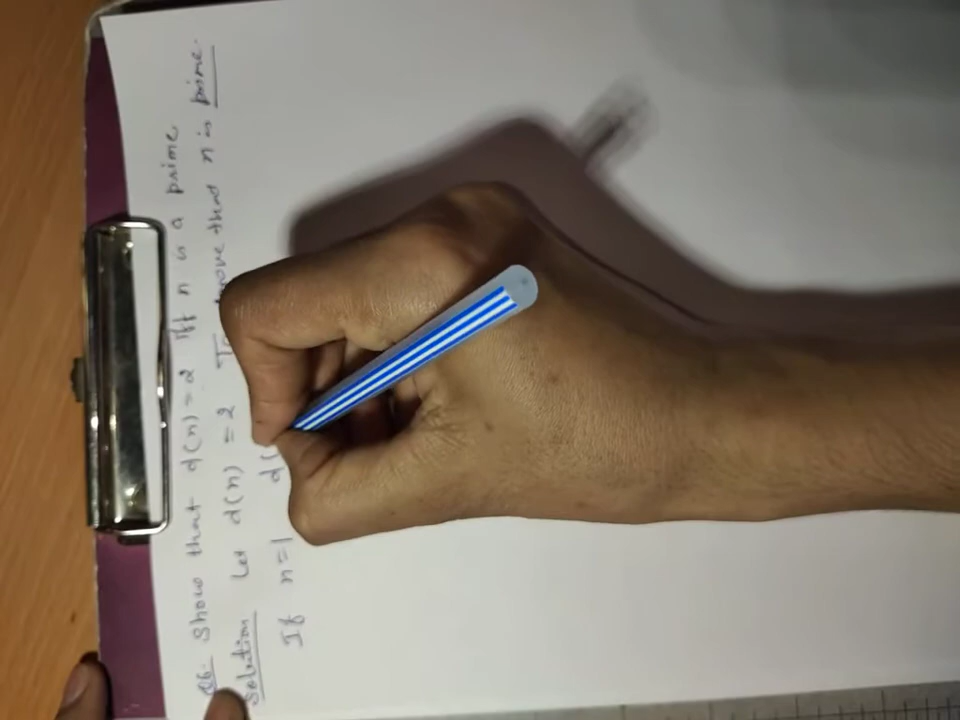 Q6. Show that d(n) = 2 iff n is a prime.
Solution Let d(n) = 2 To prove that n is prime.
If n=1 d(